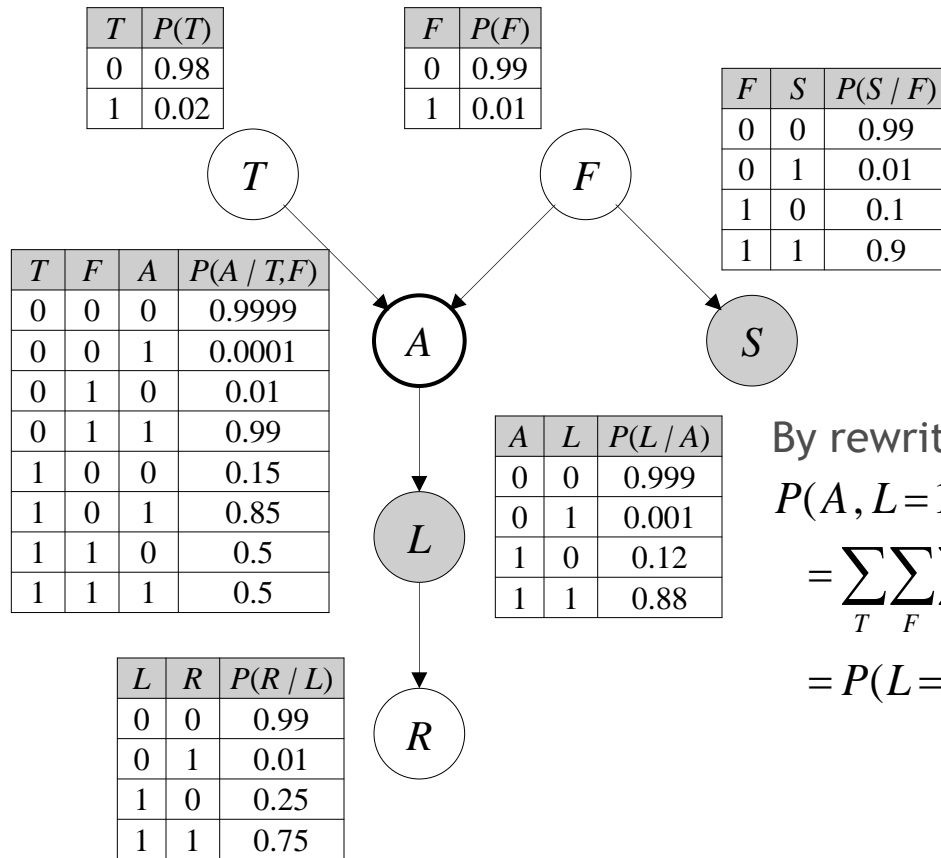 T P(T)
0 0.98
1 0.02
F P(F)
0 0.99
1 0.01
F S P(S / F)
0 0 0.99
0 1 0.01
1 0 0.1
1 1 0.9
T
F
T F A P(A / T,F)
0 0 0 0.9999
0 0 1 0.0001
0 1 0 0.01
0 1 1 0.99
1 0 0 0.15
1 0 1 0.85
1 1 0 0.5
1 1 1 0.5
A
S
A L P(L / A)
0 0 0.999
0 1 0.001
1 0 0.12
1 1 0.88
By rewrit
P(A, L=1
= ∑T ∑F ∑
= P(L=
L
L R P(R / L)
0 0 0.99
0 1 0.01
1 0 0.25
1 1 0.75
R